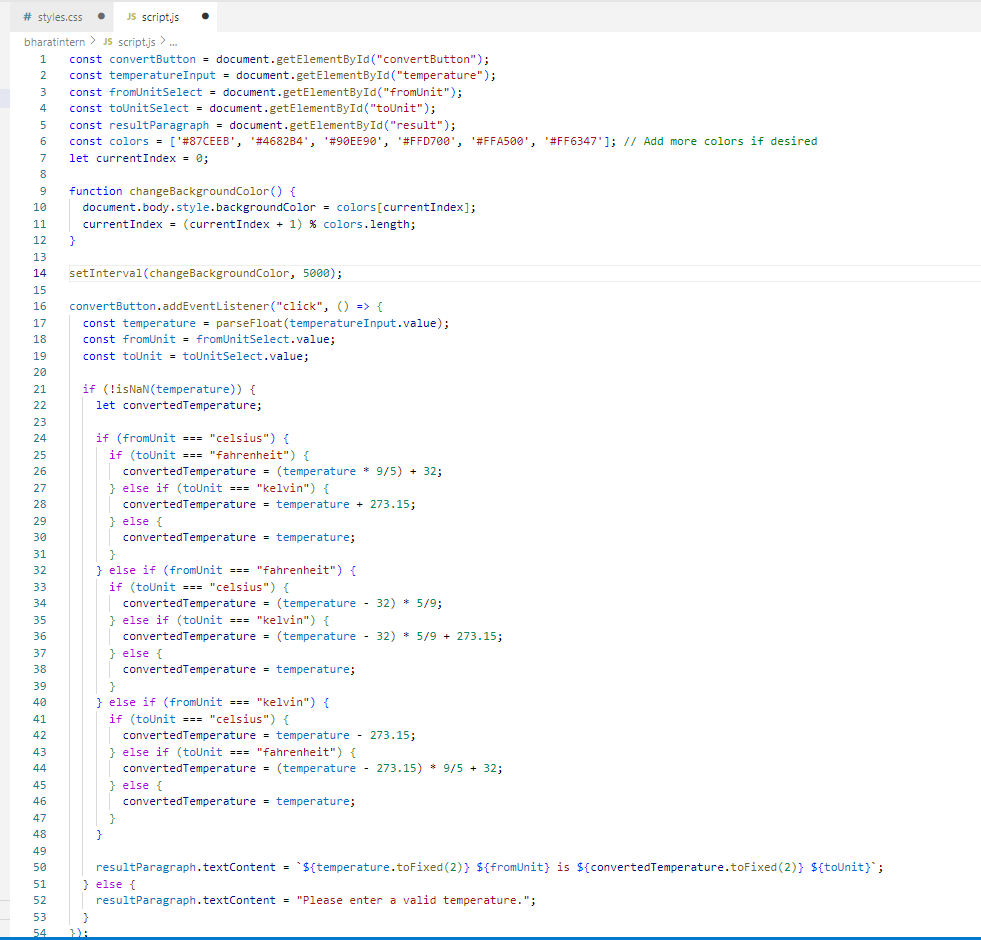 # styles.css ● JS script.js ●
bharatintern > JS script.js > ...
1 const convertButton = document.getElementById("convertButton");
2 const temperatureInput = document.getElementById("temperature");
3 const fromUnitSelect = document.getElementById("fromUnit");
4 const toUnitSelect = document.getElementById("toUnit");
5 const resultParagraph = document.getElementById("result");
6 const colors = ['#87CEEB', '#4682B4', '#90EE90', '#FFD700', '#FFA500', '#FF6347']; // Add more colors if desired
7 let currentIndex = 0;
8
9 function changeBackgroundColor() {
10   document.body.style.backgroundColor = colors[currentIndex];
11   currentIndex = (currentIndex + 1) % colors.length;
12 }
13
14 setInterval(changeBackgroundColor, 5000);
15
16 convertButton.addEventListener("click", () => {
17   const temperature = parseFloat(temperatureInput.value);
18   const fromUnit = fromUnitSelect.value;
19   const toUnit = toUnitSelect.value;
20
21   if (!isNaN(temperature)) {
22     let convertedTemperature;
23
24     if (fromUnit === "celsius") {
25       if (toUnit === "fahrenheit") {
26         convertedTemperature = (temperature * 9/5) + 32;
27       } else if (toUnit === "kelvin") {
28         convertedTemperature = temperature + 273.15;
29       } else {
30         convertedTemperature = temperature;
31       }
32     } else if (fromUnit === "fahrenheit") {
33       if (toUnit === "celsius") {
34         convertedTemperature = (temperature - 32) * 5/9;
35       } else if (toUnit === "kelvin") {
36         convertedTemperature = (temperature - 32) * 5/9 + 273.15;
37       } else {
38         convertedTemperature = temperature;
39       }
40     } else if (fromUnit === "kelvin") {
41       if (toUnit === "celsius") {
42         convertedTemperature = temperature - 273.15;
43       } else if (toUnit === "fahrenheit") {
44         convertedTemperature = (temperature - 273.15) * 9/5 + 32;
45       } else {
46         convertedTemperature = temperature;
47       }
48     }
49
50     resultParagraph.textContent = `${temperature.toFixed(2)} ${fromUnit} is ${convertedTemperature.toFixed(2)} ${toUnit}`;
51   } else {
52     resultParagraph.textContent = "Please enter a valid temperature.";
53   }
54 });